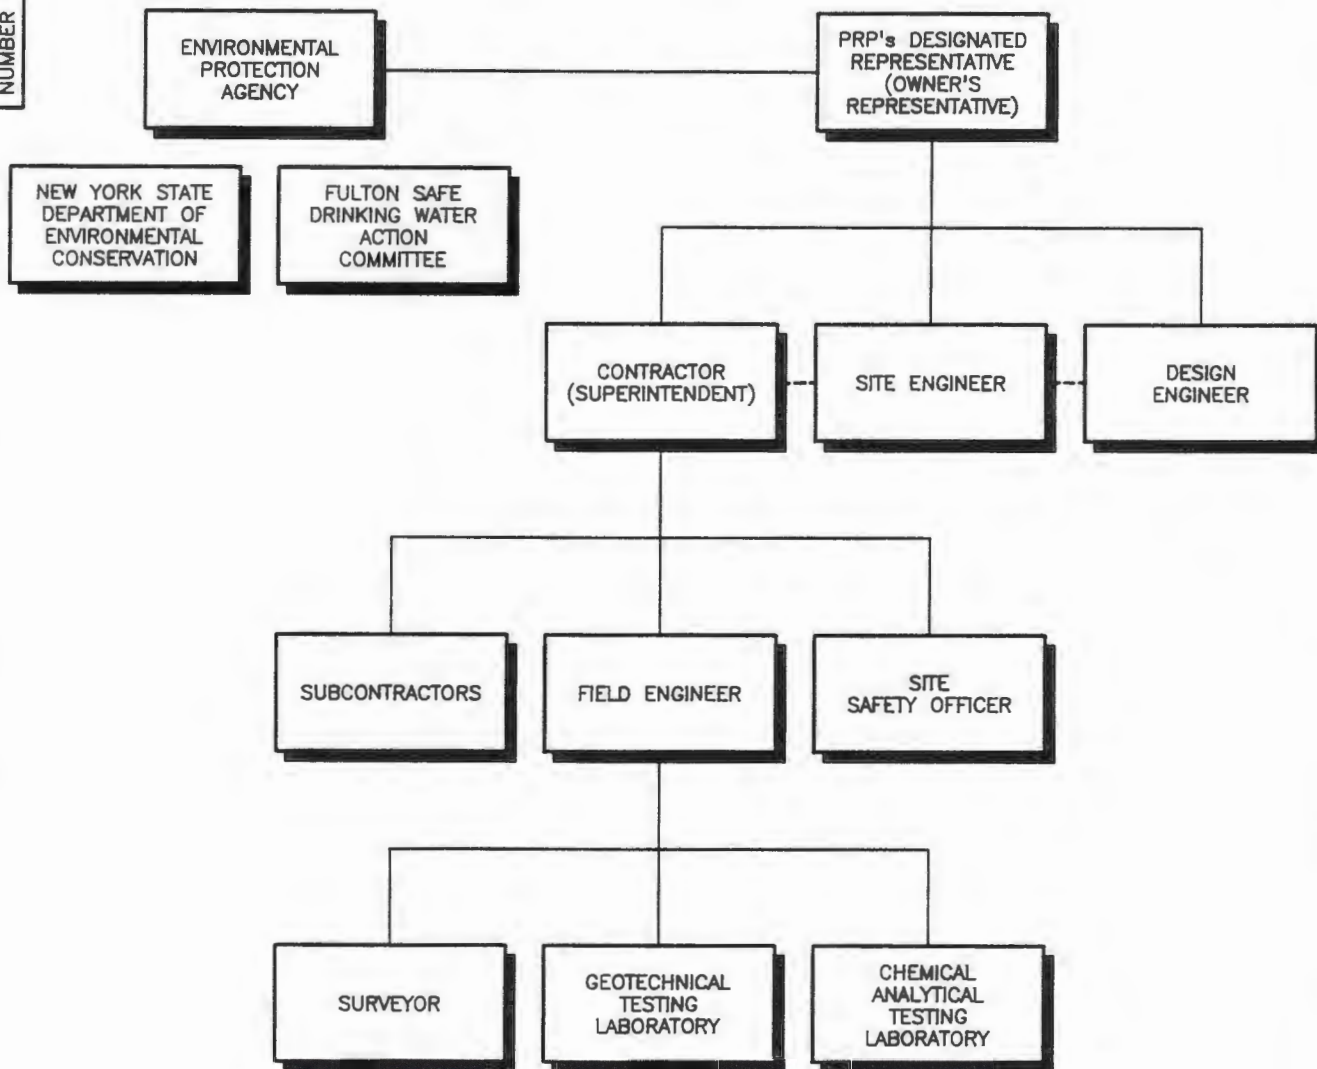 NUMBER
ENVIRONMENTAL
PROTECTION
AGENCY
PRP's DESIGNATED
REPRESENTATIVE
(OWNER'S
REPRESENTATIVE)
NEW YORK STATE
DEPARTMENT OF
ENVIRONMENTAL
CONSERVATION
FULTON SAFE
DRINKING WATER
ACTION
COMMITTEE
CONTRACTOR
(SUPERINTENDENT)
SITE ENGINEER
DESIGN
ENGINEER
SUBCONTRACTORS
FIELD ENGINEER
SITE
SAFETY OFFICER
SURVEYOR
GEOTECHNICAL
TESTING
LABORATORY
CHEMICAL
ANALYTICAL
TESTING
LABORATORY